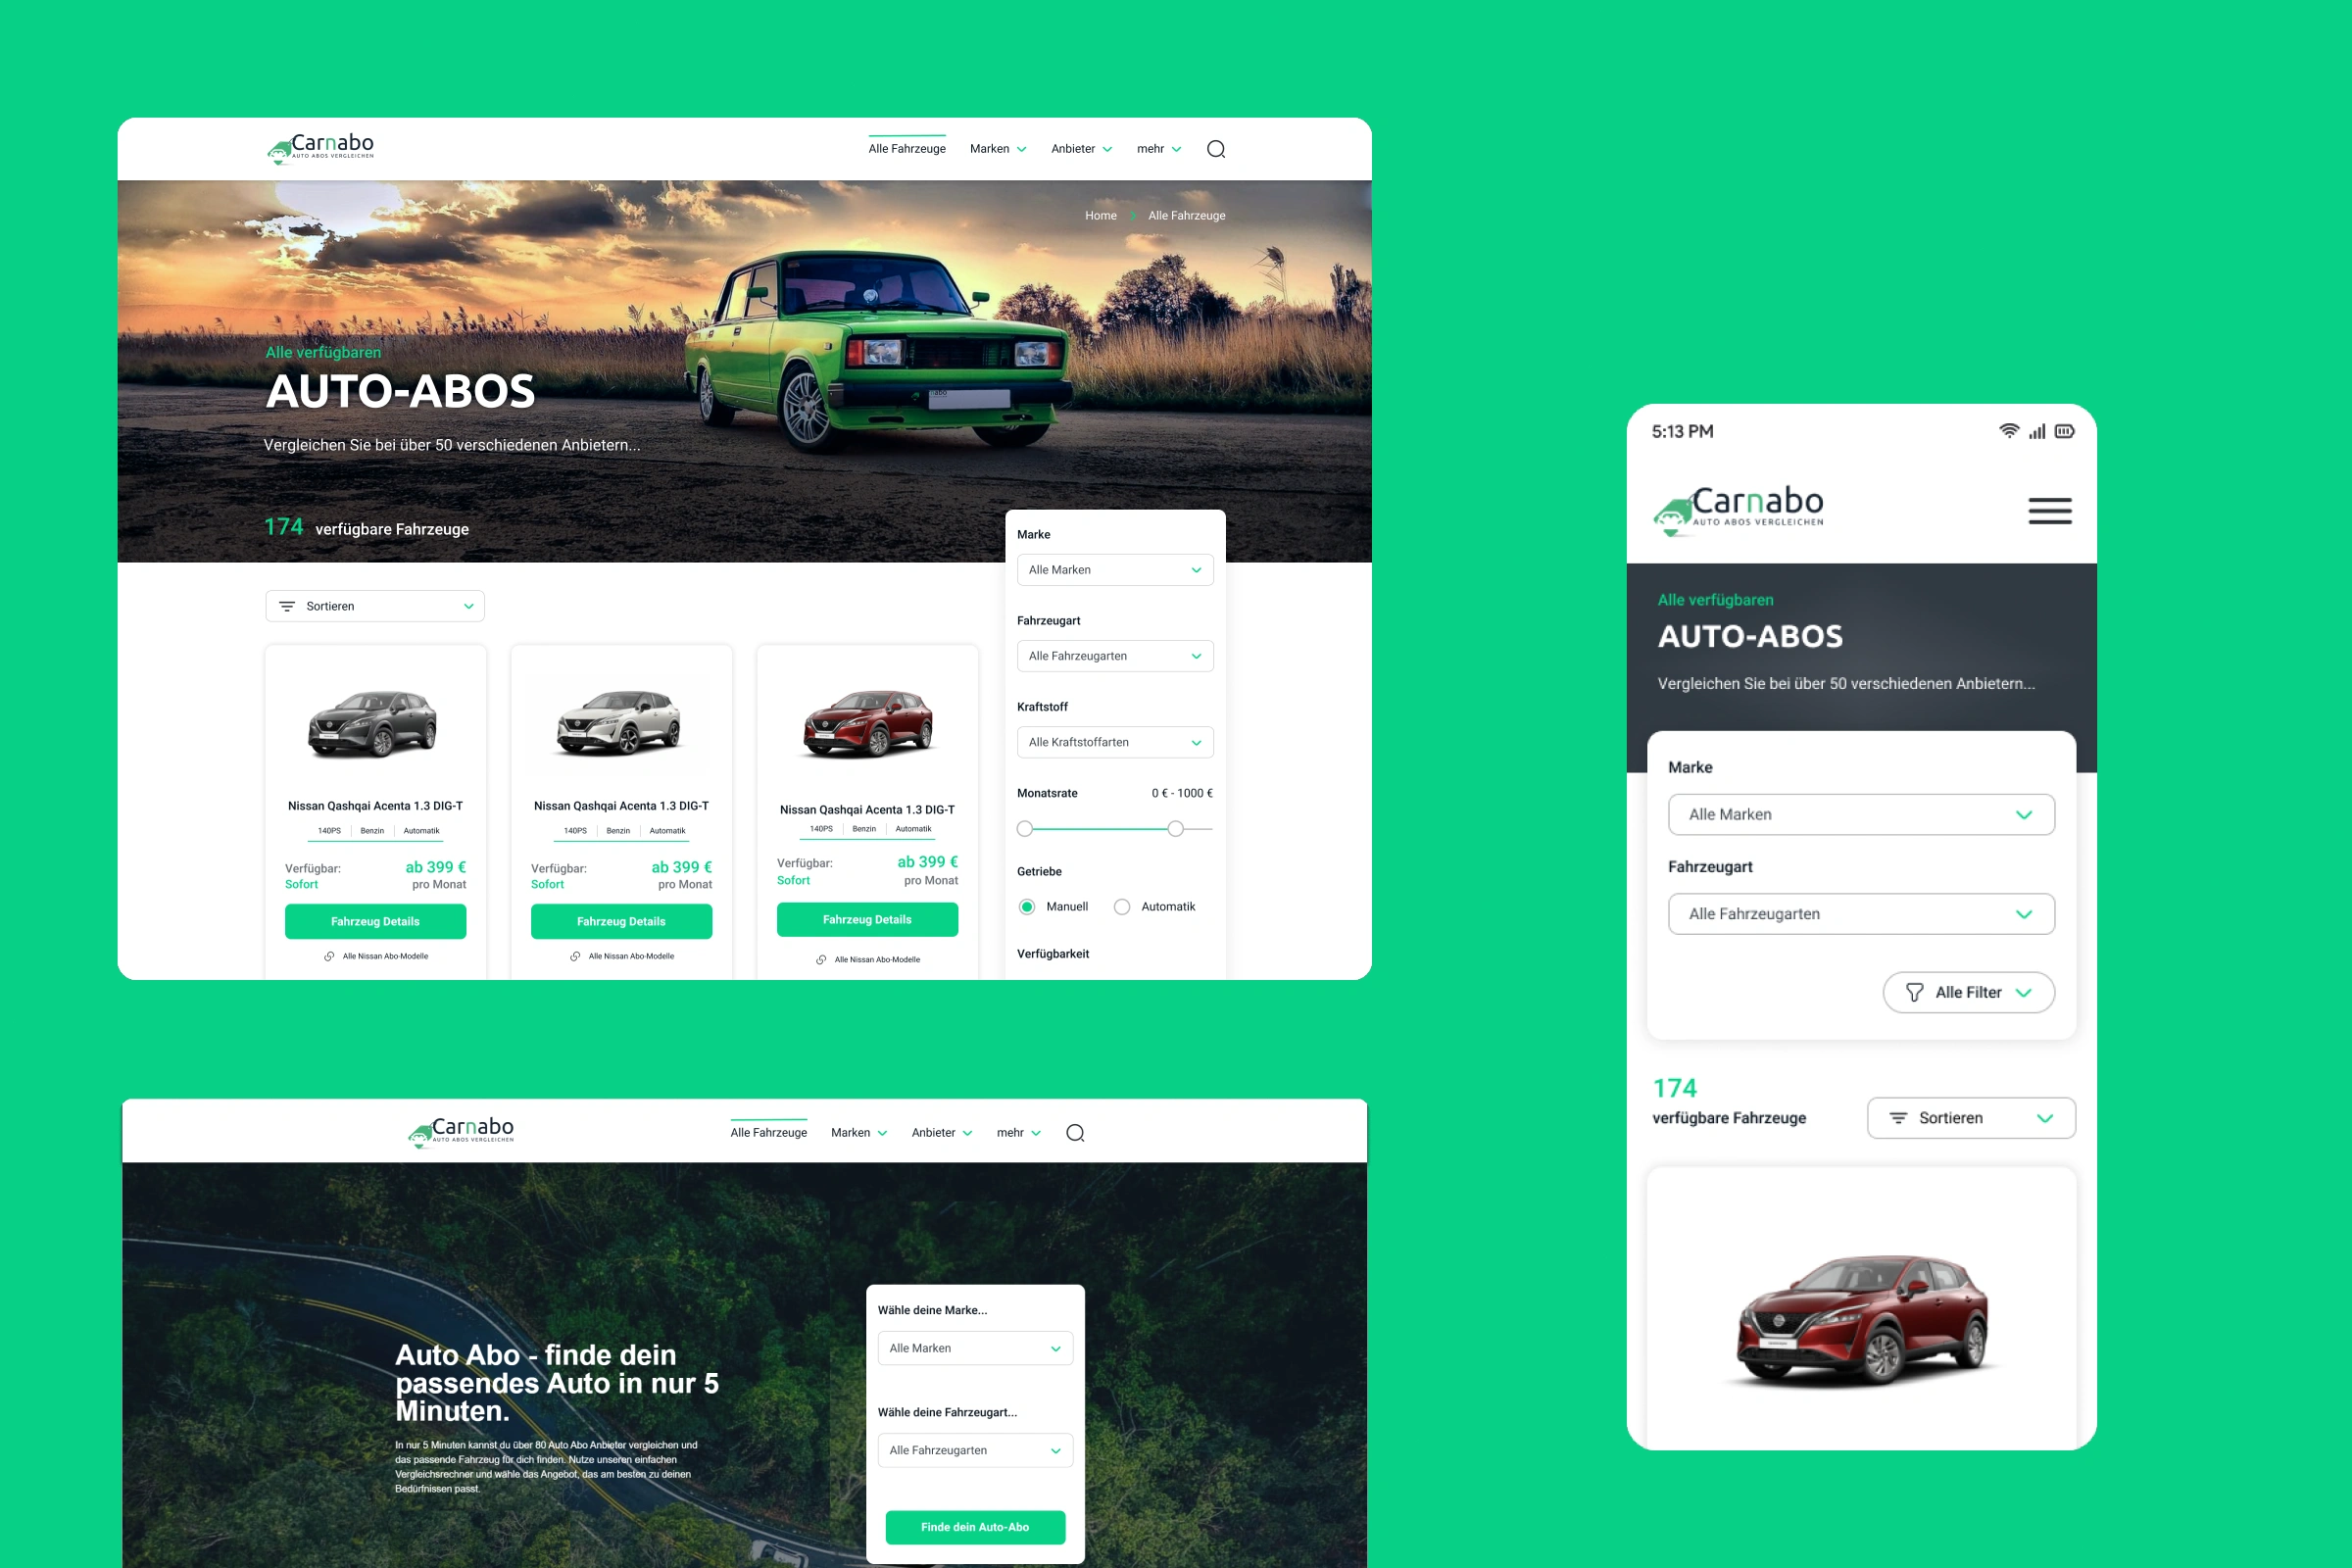 Carnabo
AUTO ABOS VERGLEICHEN
Alle Fahrzeuge Marken Anbieter mehr
Home Alle Fahrzeuge
Alle verfügbaren
AUTO-ABOS
Vergleichen Sie bei über 50 verschiedenen Anbietern...
174 verfügbare Fahrzeuge
Sortieren
Nissan Qashqai Acenta 1.3 DIG-T
140PS Benzin Automatik
Verfügbar: ab 399 €
Sofort pro Monat
Fahrzeug Details
Alle Nissan Abo-Modelle
Nissan Qashqai Acenta 1.3 DIG-T
140PS Benzin Automatik
Verfügbar: ab 399 €
Sofort pro Monat
Fahrzeug Details
Alle Nissan Abo-Modelle
Nissan Qashqai Acenta 1.3 DIG-T
140PS Benzin Automatik
Verfügbar: ab 399 €
Sofort pro Monat
Fahrzeug Details
Alle Nissan Abo-Modelle
Marke
Alle Marken
Fahrzeugart
Alle Fahrzeugarten
Kraftstoff
Alle Kraftstoffarten
Monatsrate 0 € - 1000 €
Getriebe
Manuell Automatik
Verfügbarkeit
Carnabo
AUTO ABOS VERGLEICHEN
Alle Fahrzeuge Marken Anbieter mehr
Auto Abo - finde dein
passendes Auto in nur 5
Minuten.
In nur 5 Minuten kannst du über 80 Auto Abo Anbieter vergleichen und
das passende Fahrzeug für dich finden. Nutze unseren einfachen
Vergleichsrechner und wähle das Angebot, das am besten zu deinen
Bedürfnissen passt.
Wähle deine Marke...
Alle Marken
Wähle deine Fahrzeugart...
Alle Fahrzeugarten
Finde dein Auto-Abo
5:13 PM
Carnabo
AUTO ABOS VERGLEICHEN
Alle verfügbaren
AUTO-ABOS
Vergleichen Sie bei über 50 verschiedenen Anbietern...
Marke
Alle Marken
Fahrzeugart
Alle Fahrzeugarten
Alle Filter
174
verfügbare Fahrzeuge
Sortieren